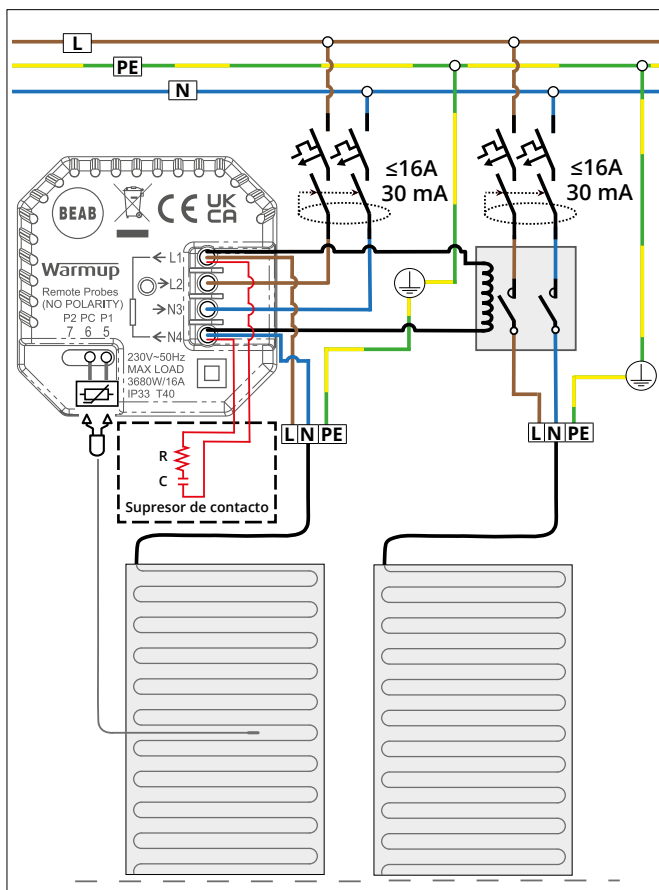 L
PE
N
≤16A
30 mA
≤16A
30 mA
BEAB
CE UK CA
Warmup
Remote Probes
(NO POLARITY)
P2 PC P1
7 6 5
L1
L2
N3
N4
230V~50Hz
MAX LOAD
3680W/16A
IP33 T40
L N PE
L N PE
R
C
Supresor de contacto